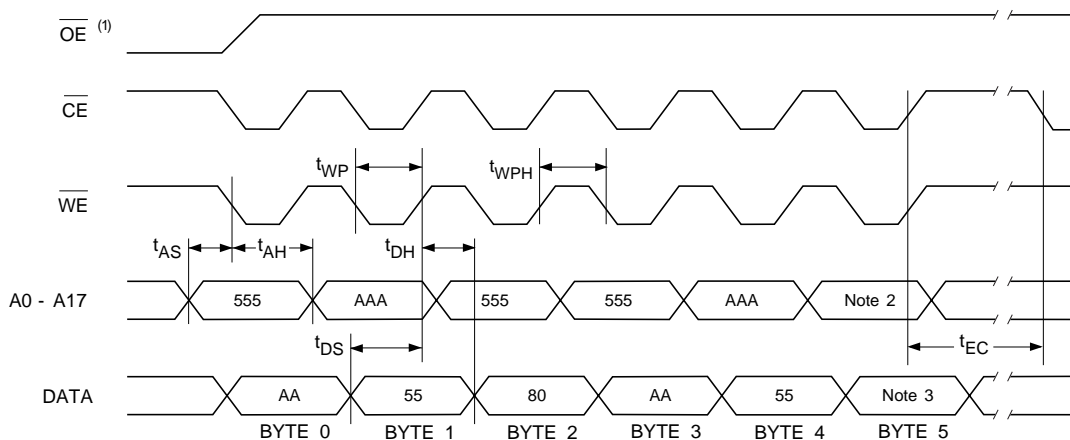 OE (1)
CE
tWP
tWPH
WE
tAS
tAH
tDH
A0 - A17
555
AAA
555
555
AAA
Note 2
tDS
tEC
DATA
AA
55
80
AA
55
Note 3
BYTE 0
BYTE 1
BYTE 2
BYTE 3
BYTE 4
BYTE 5